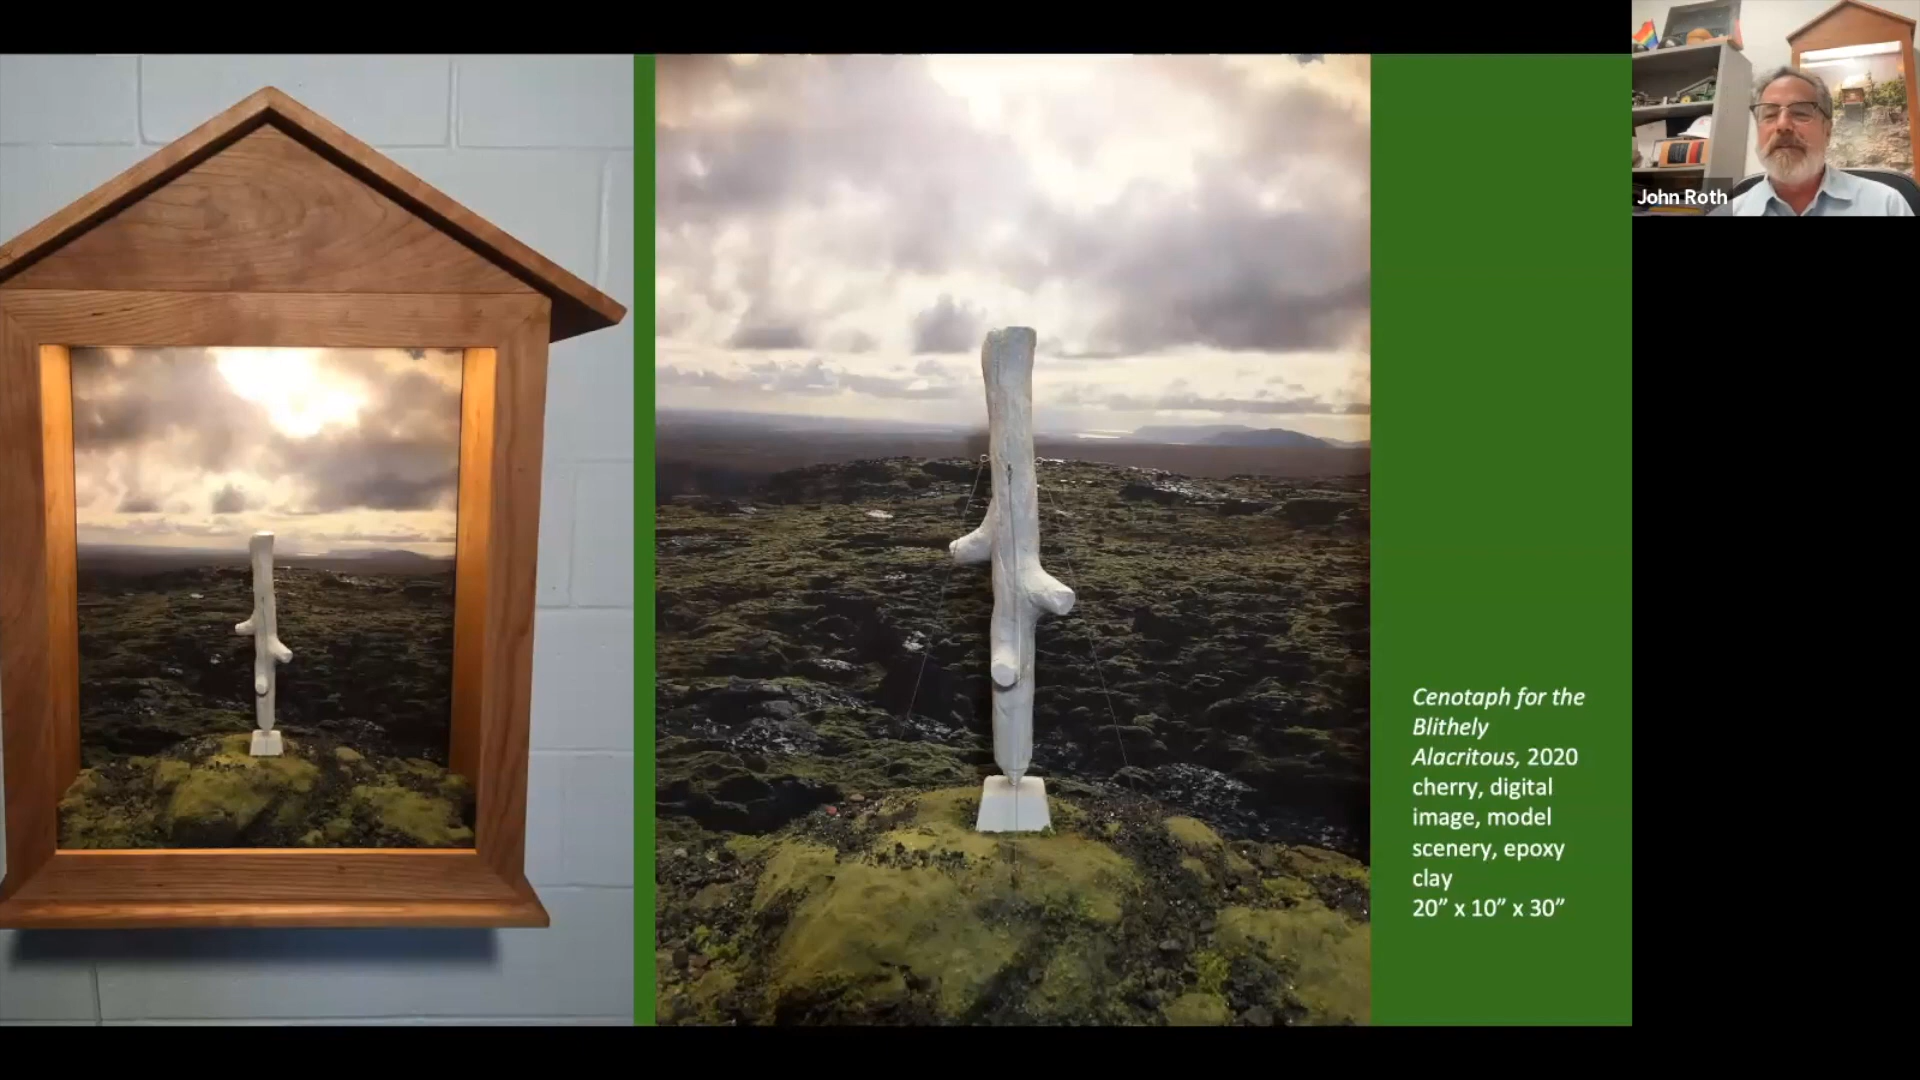 John Roth
Cenotaph for the
Blithely
Alacritous, 2020
cherry, digital
image, model
scenery, epoxy
clay
20” x 10” x 30”